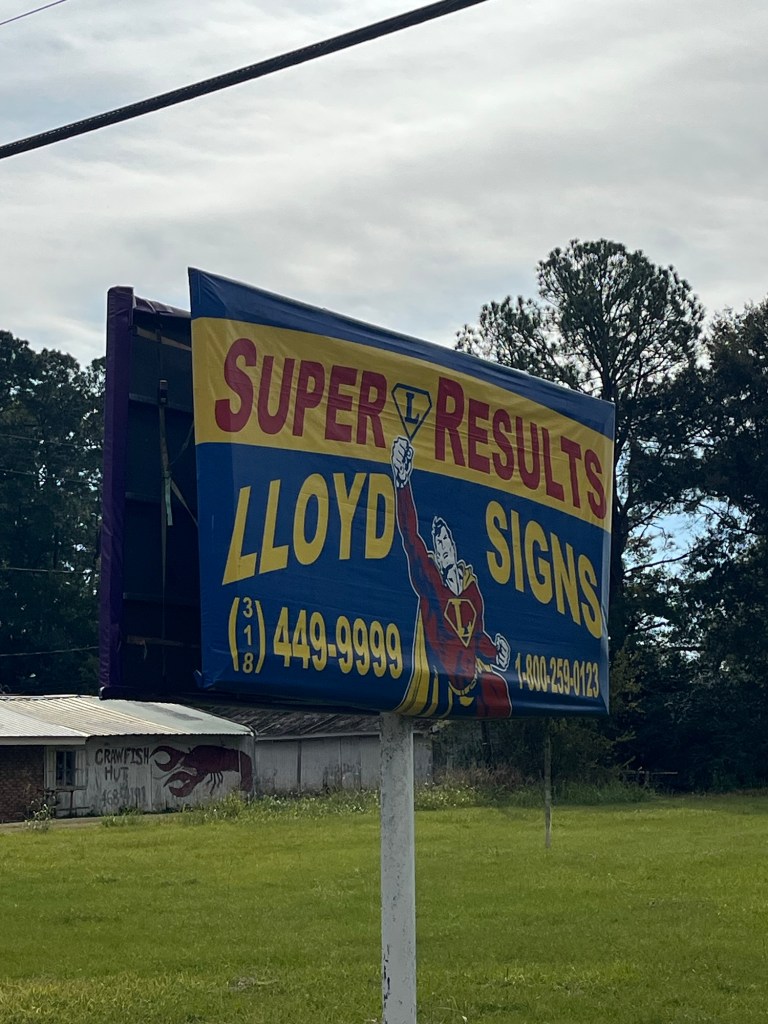 SUPER L RESULTS
LLOYD SIGNS
L
(318) 449-9999
1-800-259-0123
CRAWFISH
HUT